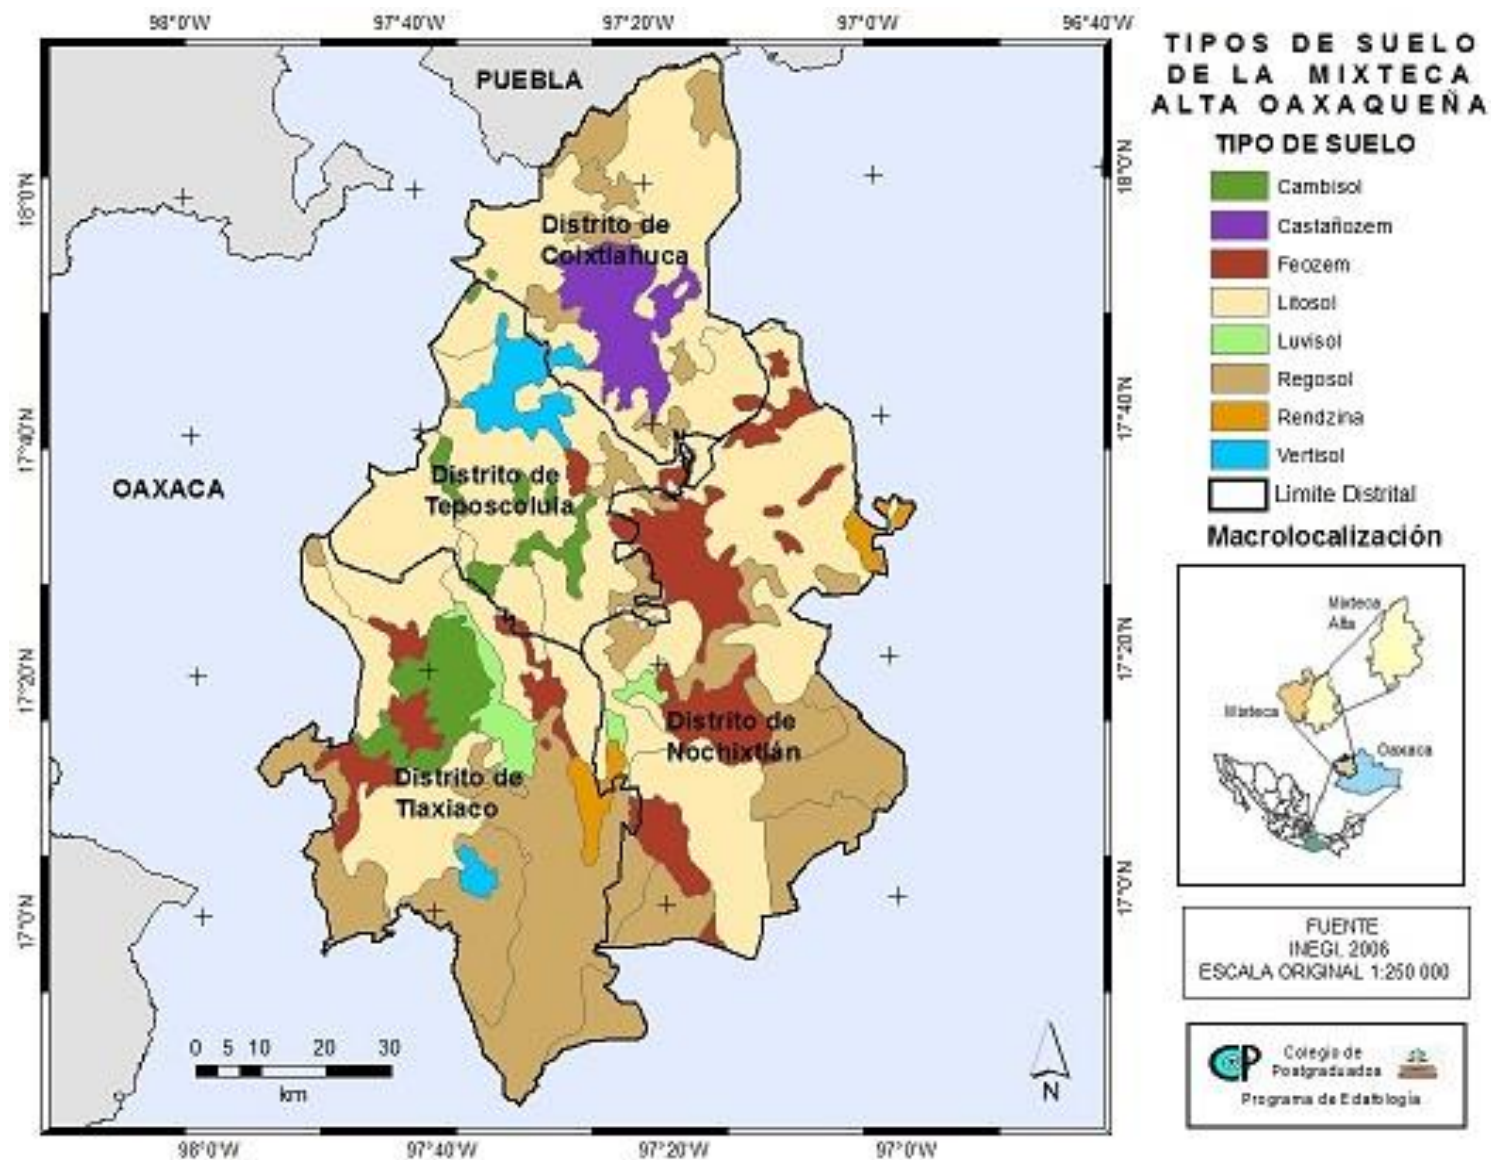 98°0'W 97°40'W 97°20'W 97°0'W 96°40'W
TIPOS DE SUELO
DE LA MIXTECA
ALTA OAXAQUEÑA
TIPO DE SUELO
Cambisol
Castañozem
Feozem
Litosol
Luvisol
Regosol
Rendzina
Vertisol
Limite Distrital
Macrolocalización
Mixteca
Alta
Mixteca
Oaxaca
FUENTE
INEGI, 2006
ESCALA ORIGINAL 1:250 000
CP
Colegio de
Postgraduados
Programa de Edafología
PUEBLA
OAXACA
Distrito de
Coixtlahuca
Distrito de
Teposcolula
Distrito de
Nochixtlán
Distrito de
Tlaxiaco
18°0'N
17°40'N
17°20'N
17°0'N
18°0'N
17°40'N
17°20'N
17°0'N
0 5 10 20 30
km
N
98°0'W 97°40'W 97°20'W 97°0'W